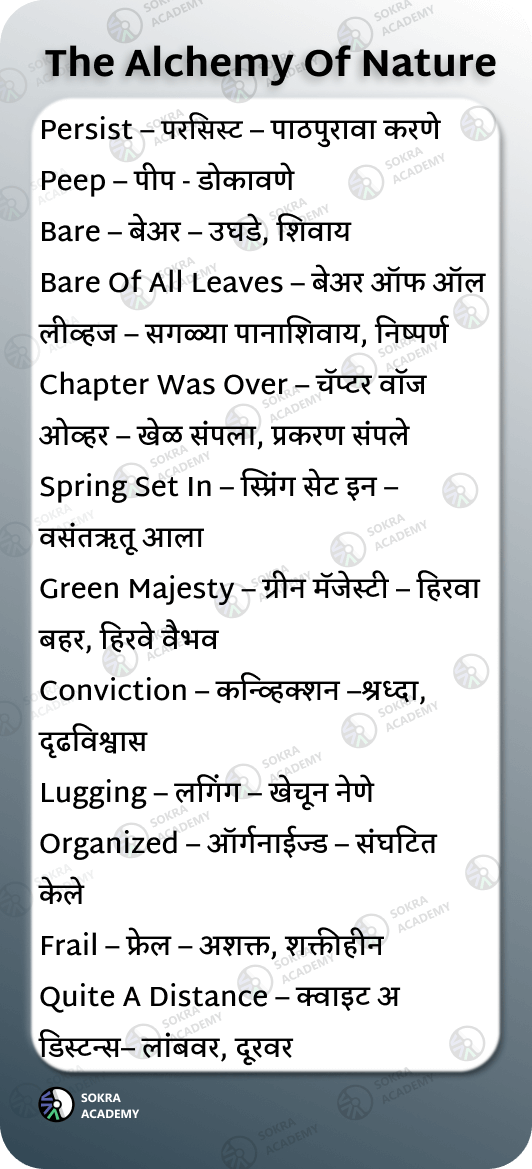 The Alchemy Of Nature
Persist – परसिस्ट – पाठपुरावा करणे
Peep – पीप - डोकावणे
Bare – बेअर – उघडे, शिवाय
Bare Of All Leaves – बेअर ऑफ ऑल
लीव्हज – सगळ्या पानाशिवाय, निष्पर्ण
Chapter Was Over – चॅप्टर वॉज
ओव्हर – खेळ संपला, प्रकरण संपले
Spring Set In – स्प्रिंग सेट इन –
वसंतऋतू आला
Green Majesty – ग्रीन मॅजेस्टी – हिरवा
बहर, हिरवे वैभव
Conviction – कन्व्हिक्शन –श्रध्दा,
दृढविश्वास
Lugging – लगिंग – खेचून नेणे
Organized – ऑर्गनाईज्ड – संघटित
केले
Frail – फ्रेल – अशक्त, शक्तीहीन
Quite A Distance – क्वाइट अ
डिस्टन्स– लांबवर, दूरवर
SOKRA
ACADEMY